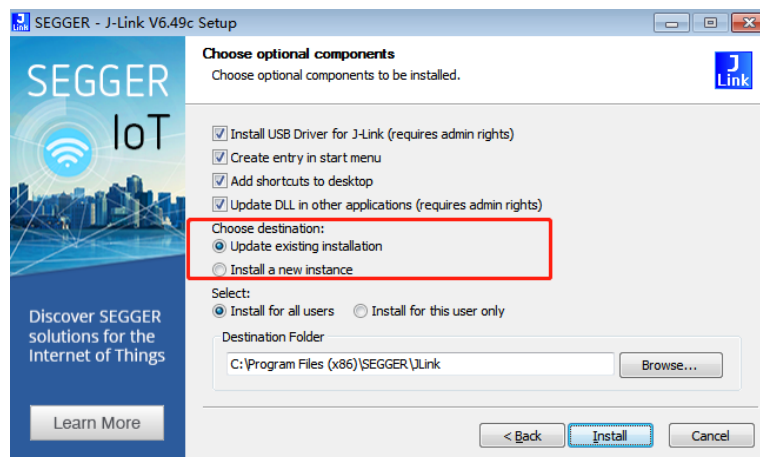 J Link
SEGGER - J-Link V6.49c Setup
SEGGER
IoT
Discover SEGGER
solutions for the
Internet of Things
Learn More
Choose optional components
Choose optional components to be installed.
J
Link
Install USB Driver for J-Link (requires admin rights)
Create entry in start menu
Add shortcuts to desktop
Update DLL in other applications (requires admin rights)
Choose destination:
Update existing installation
Install a new instance
Select:
Install for all users Install for this user only
Destination Folder
C:\Program Files (x86)\SEGGER\JLink Browse...
< Back Install Cancel